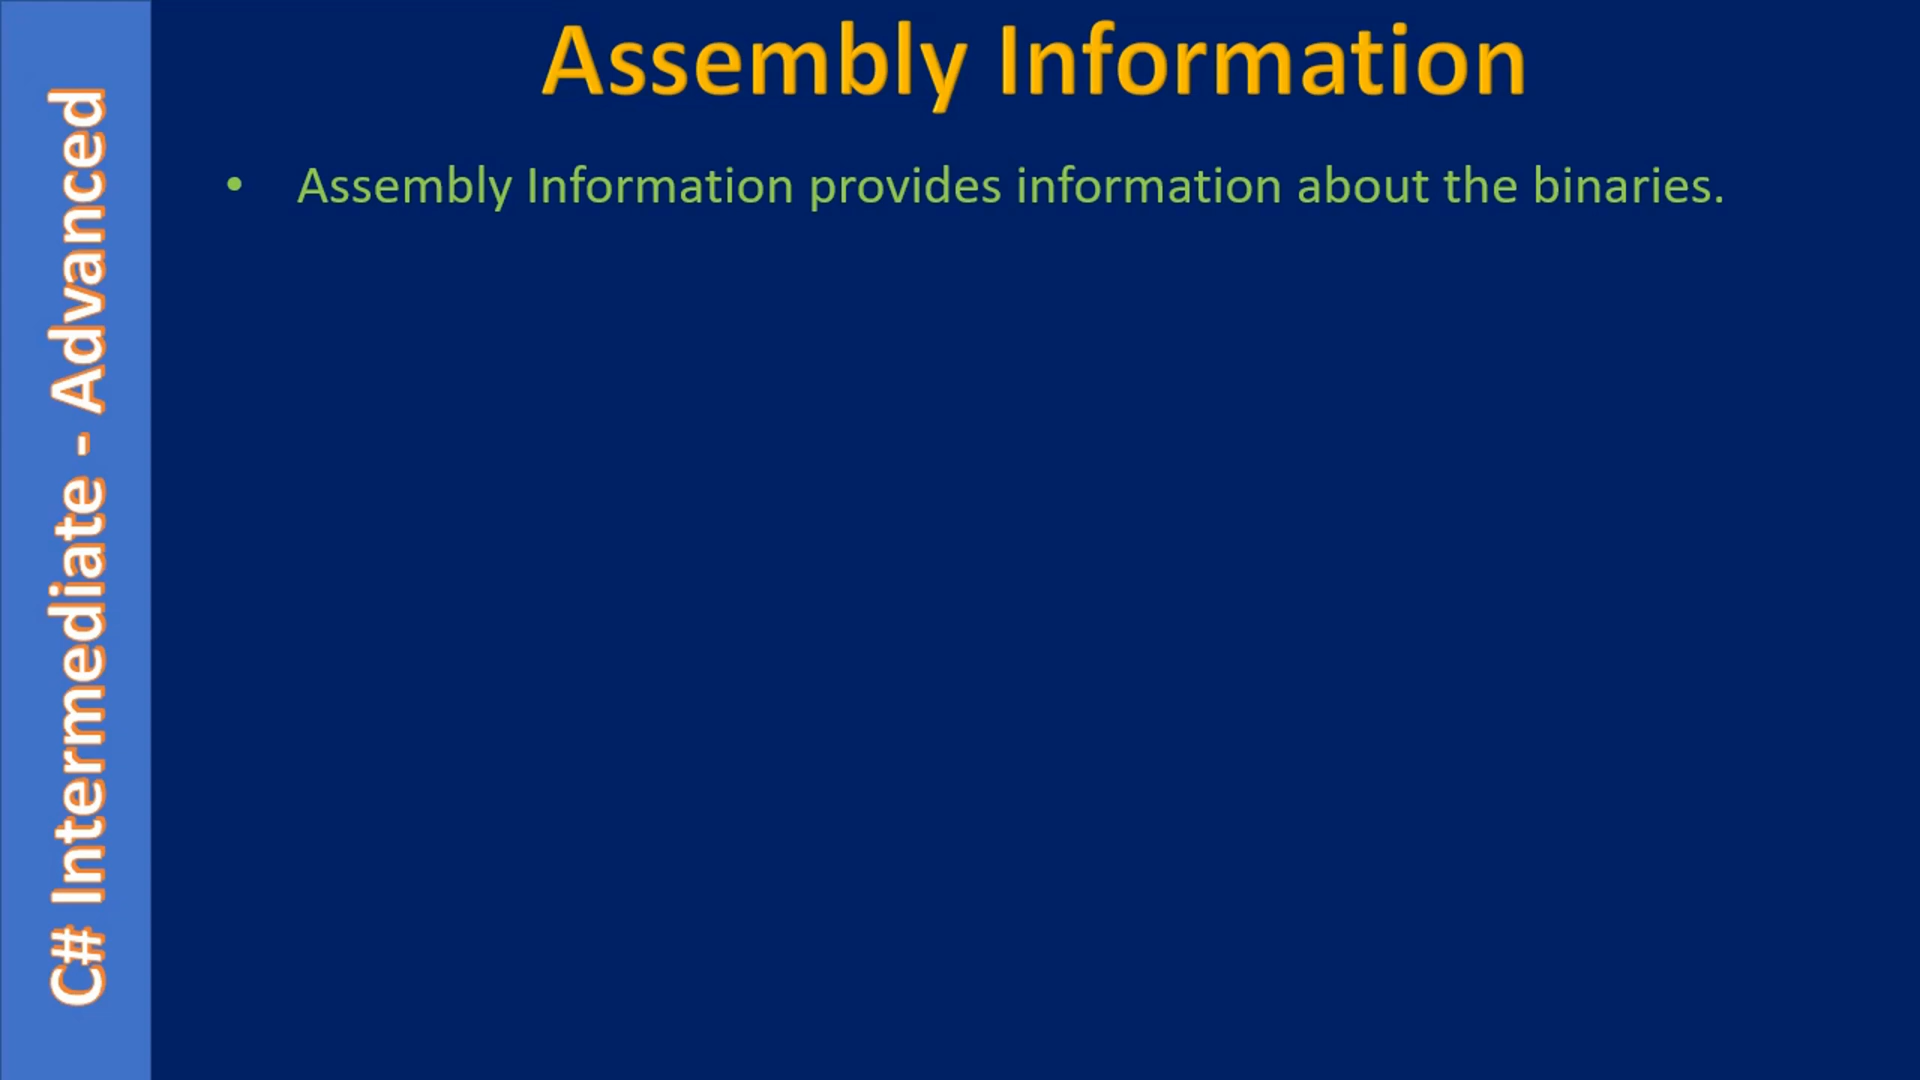 Assembly Information
• Assembly Information provides information about the binaries.
C# Intermediate - Advanced